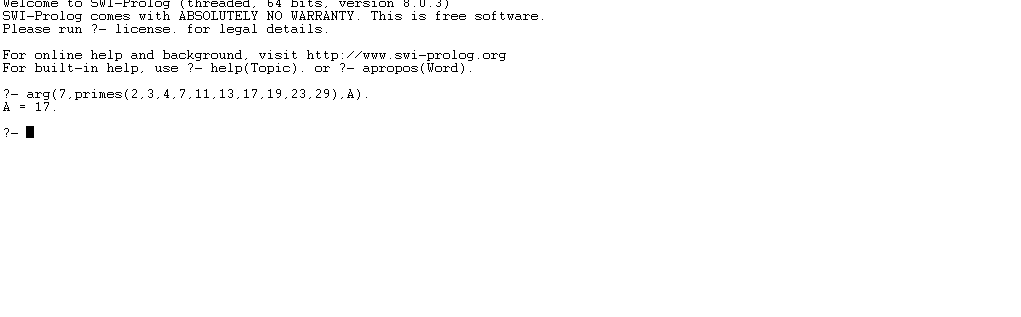 Welcome to SWI-Prolog (threaded, 64 bits, version 8.0.3)
SWI-Prolog comes with ABSOLUTELY NO WARRANTY. This is free software.
Please run ?- license. for legal details.
For online help and background, visit http://www.swi-prolog.org
For built-in help, use ?- help(Topic). or ?- apropos(Word).
?- arg(7,primes(2,3,4,7,11,13,17,19,23,29),A).
A = 17.
?-